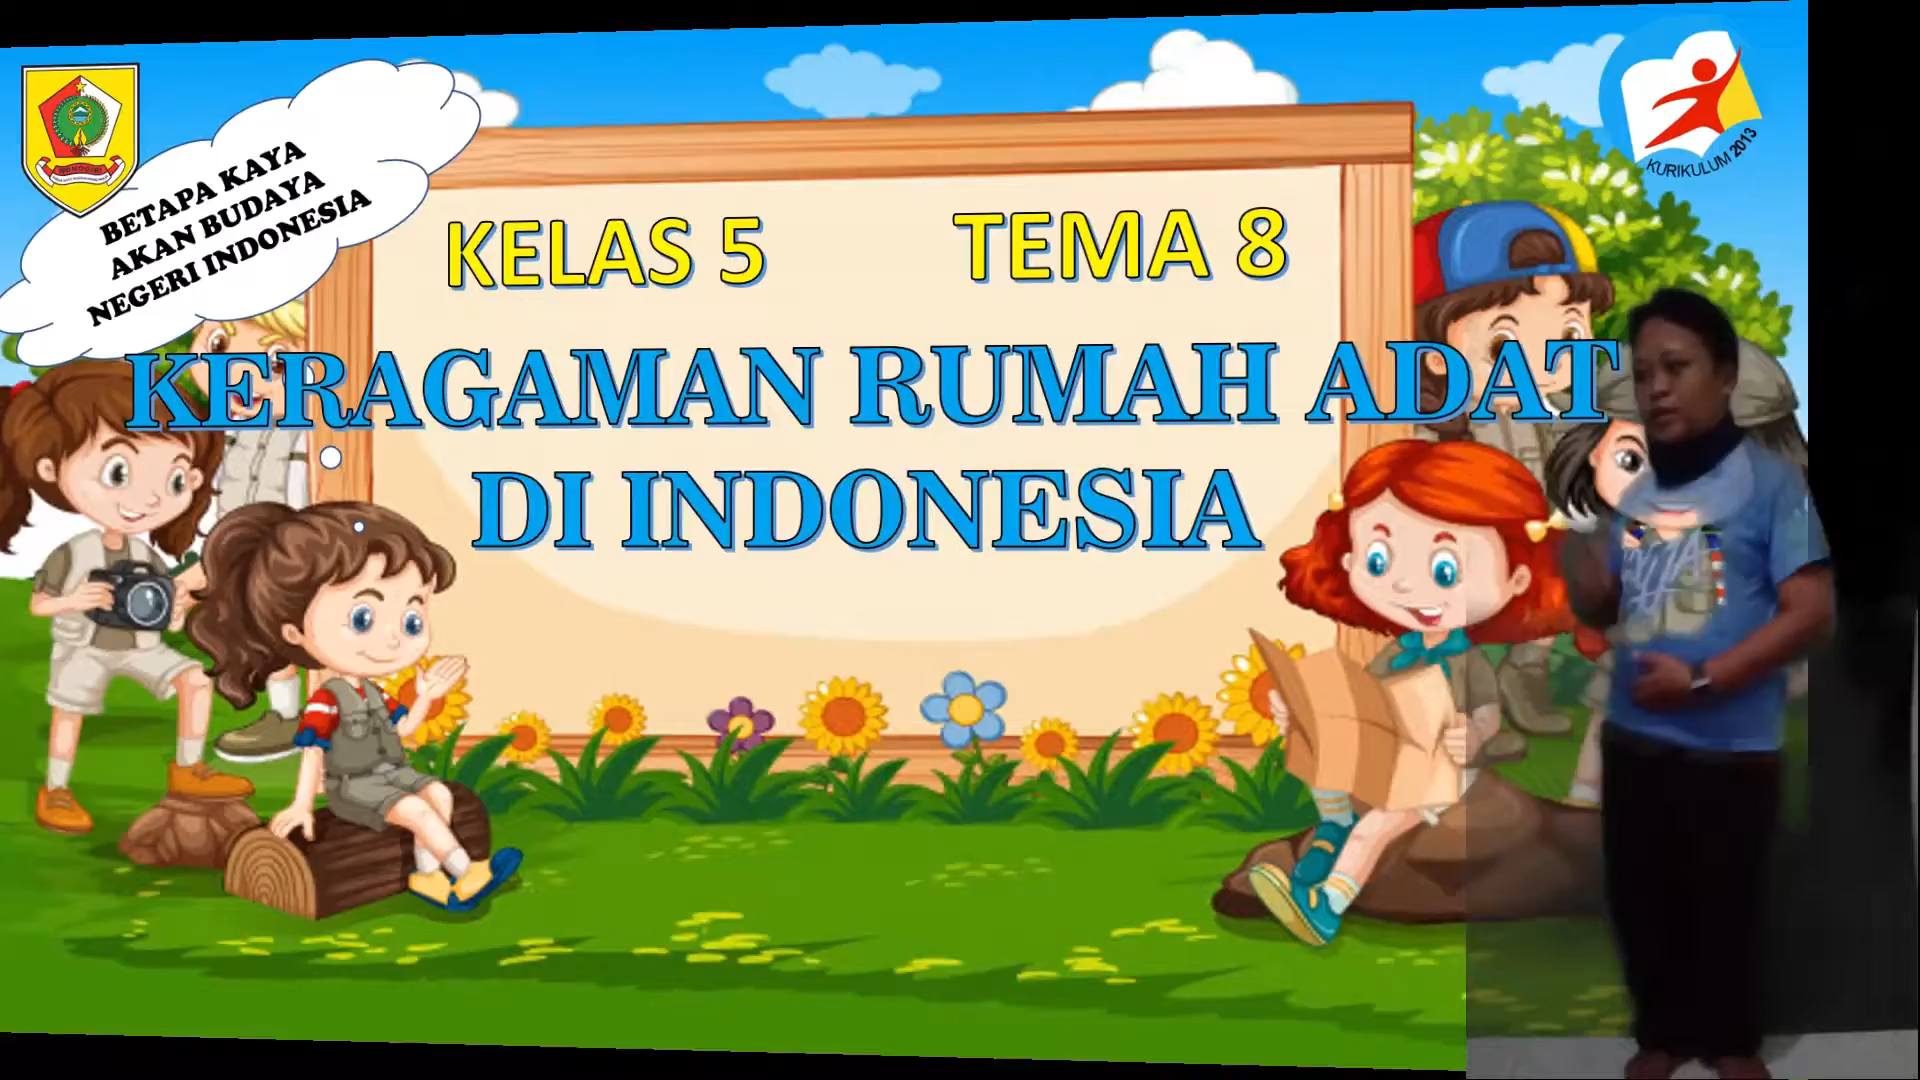 BETAPA KAYA
AKAN BUDAYA
NEGERI INDONESIA
KURIKULUM 2013
KELAS 5 TEMA 8
KERAGAMAN RUMAH ADAT
DI INDONESIA